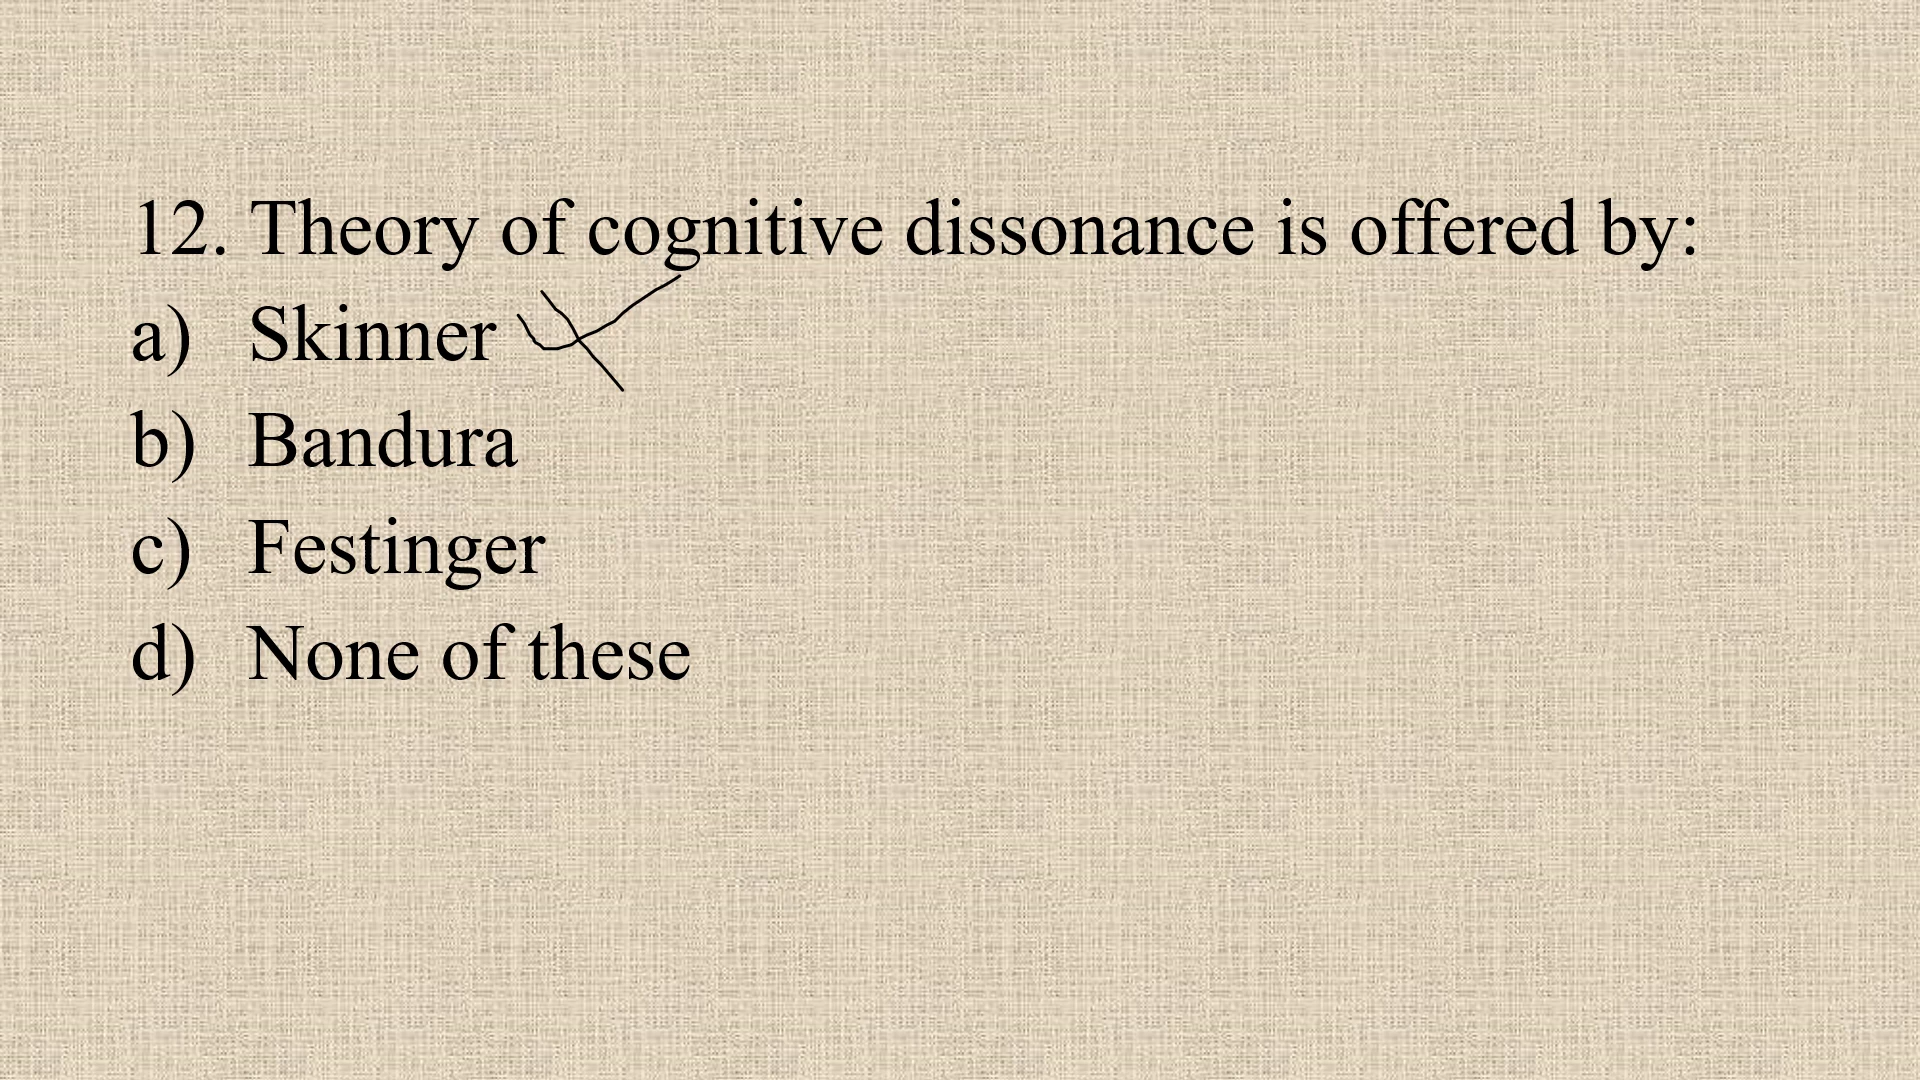 12. Theory of cognitive dissonance is offered by:
a) Skinner
b) Bandura
c) Festinger
d) None of these